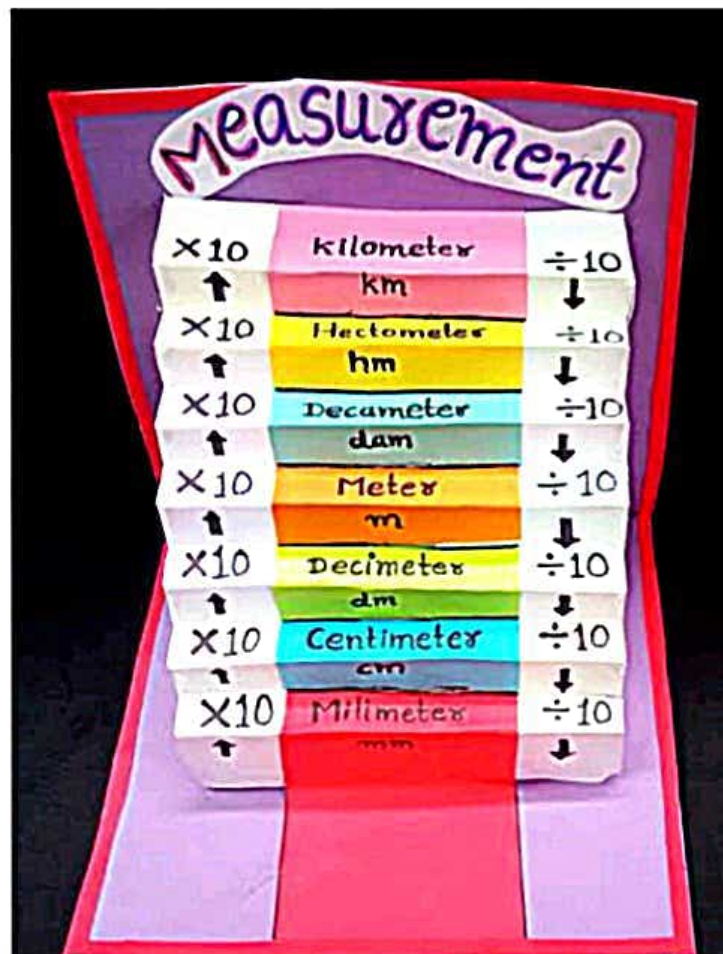 Measurement
×10 Kilometer ÷10
km
×10 Hectometer ÷10
hm
×10 Decameter ÷10
dam
×10 Meter ÷10
m
×10 Decimeter ÷10
dm
×10 Centimeter ÷10
cm
×10 Milimeter ÷10
mm